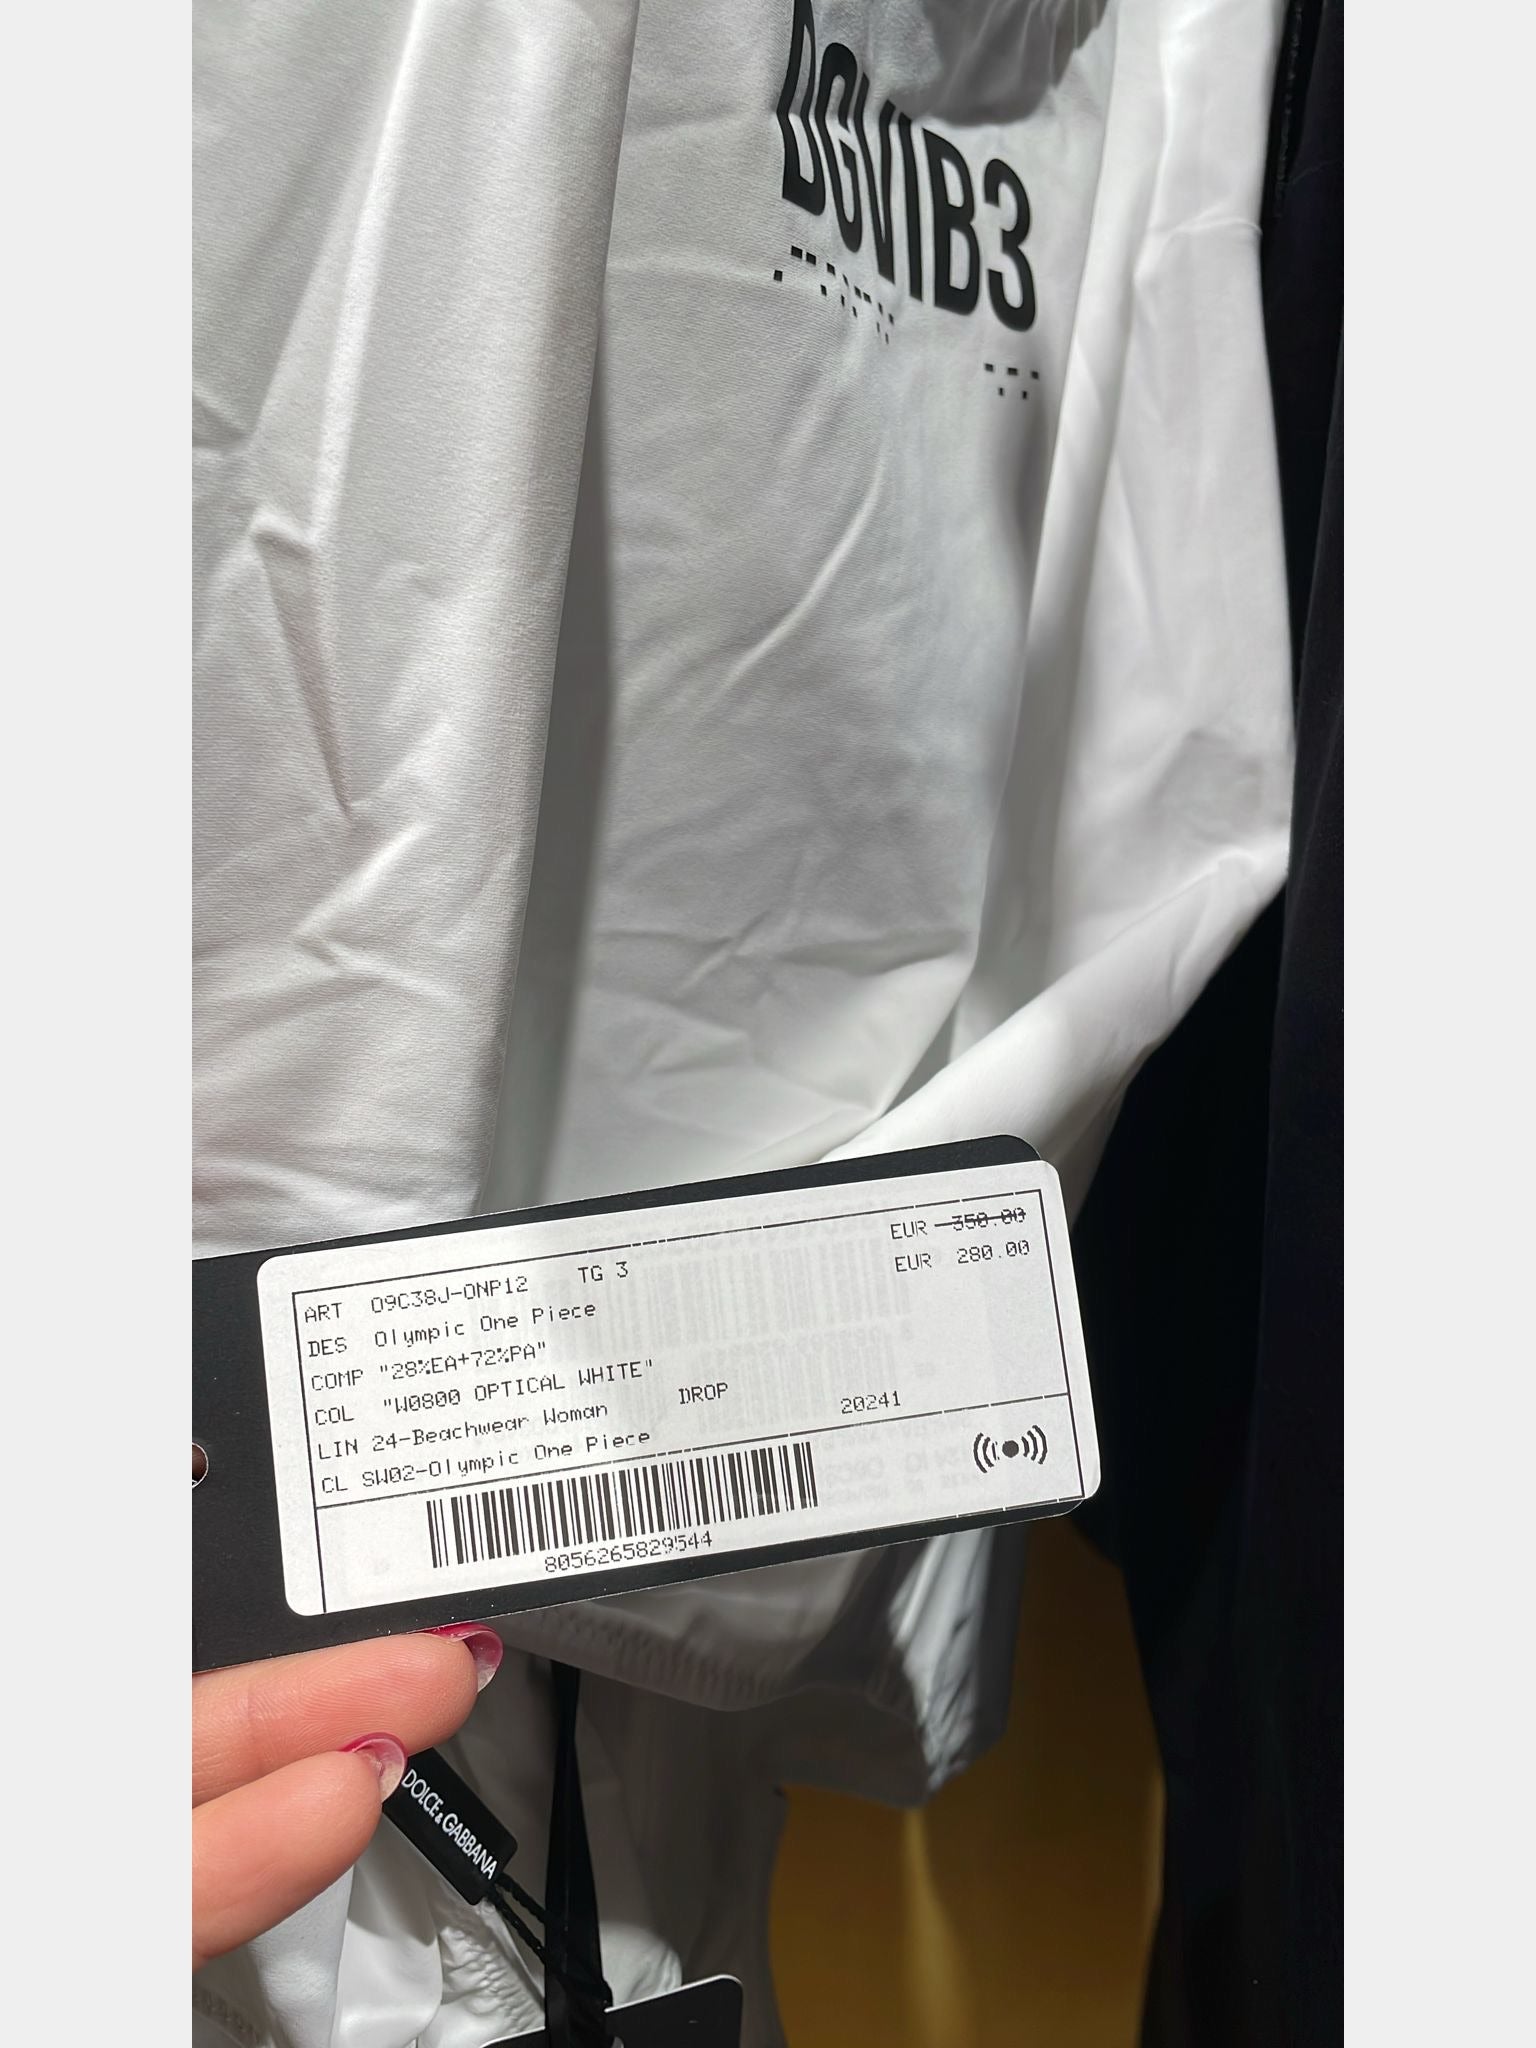 DGVIB3
ART O9C38J-ONP12 TG 3 EUR 350.00
DES Olympic One Piece EUR 280.00
COMP "28%EA+72%PA"
COL "W0800 OPTICAL WHITE"
LIN 24-Beachwear Woman DROP 20241
CL SW02-Olympic One Piece
8056265829544
DOLCE&GABBANA